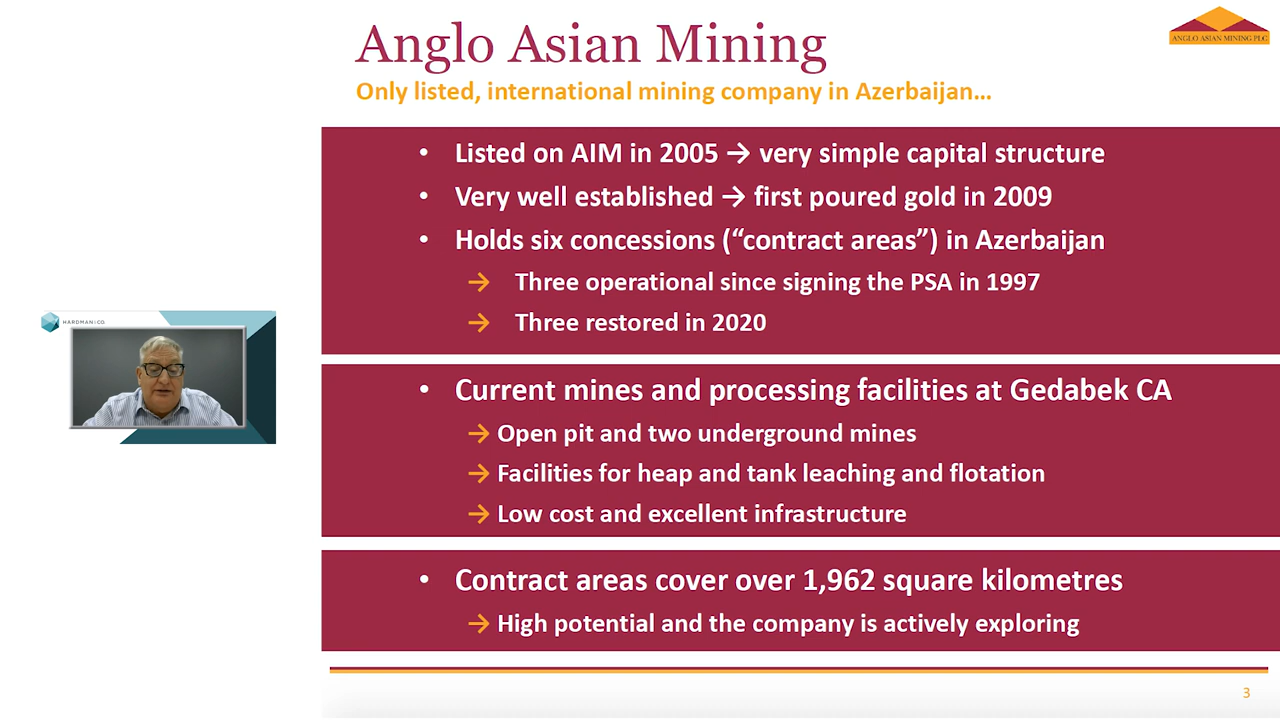 Anglo Asian Mining
Only listed, international mining company in Azerbaijan…
ANGLO ASIAN MINING PLC
• Listed on AIM in 2005 → very simple capital structure
• Very well established → first poured gold in 2009
• Holds six concessions (“contract areas”) in Azerbaijan
→ Three operational since signing the PSA in 1997
→ Three restored in 2020
HARDMAN&CO.
• Current mines and processing facilities at Gedabek CA
→ Open pit and two underground mines
→ Facilities for heap and tank leaching and flotation
→ Low cost and excellent infrastructure
• Contract areas cover over 1,962 square kilometres
→ High potential and the company is actively exploring
3